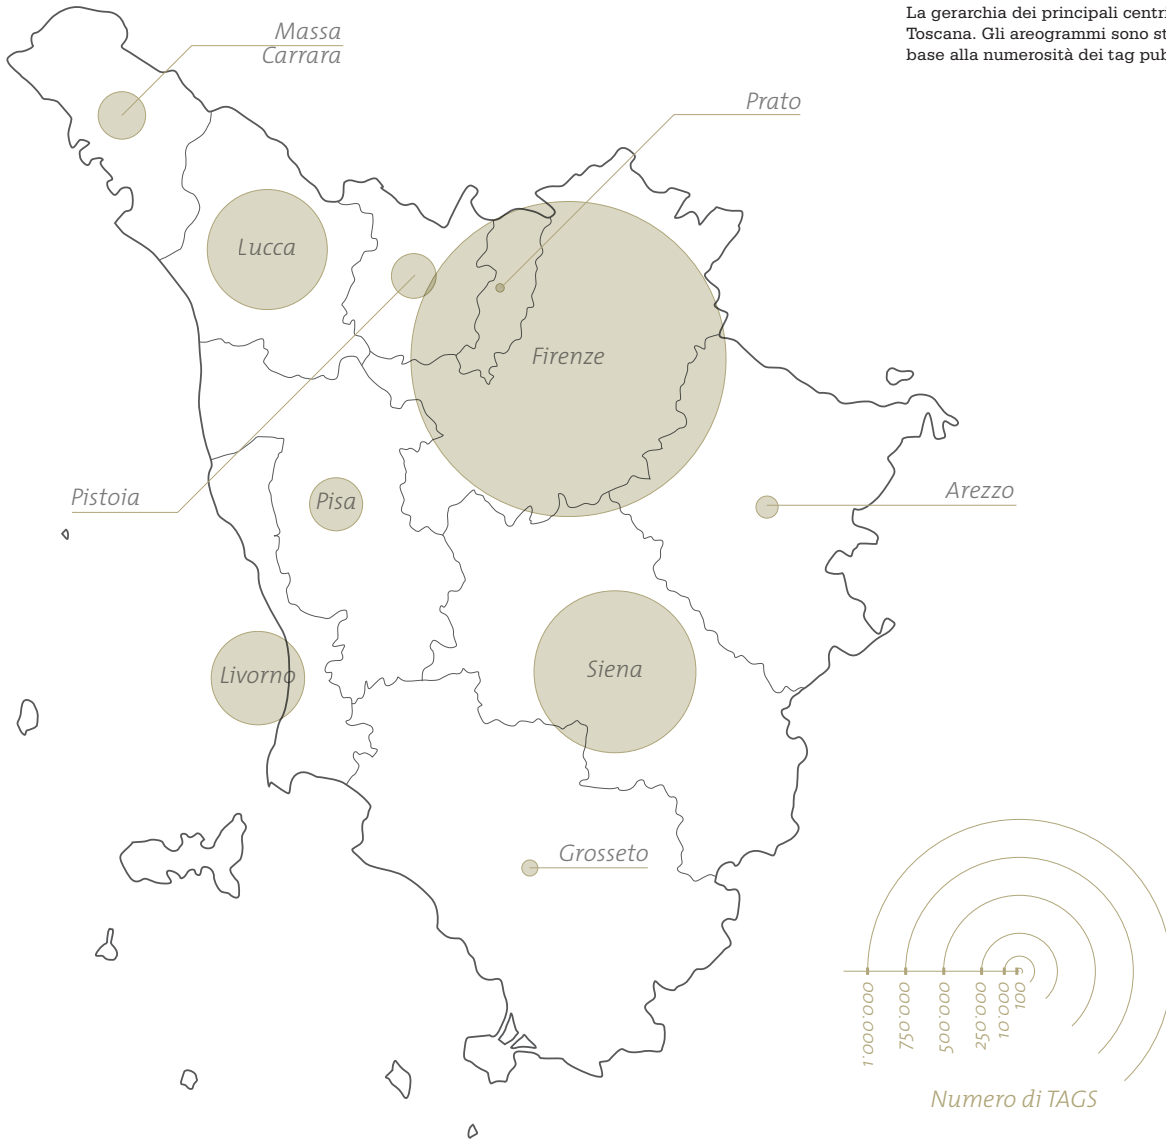 La gerarchia dei principali centri
Toscana. Gli areogrammi sono
base alla numerosità dei tag
Massa
Carrara
Prato
Lucca
Firenze
Pistoia
Pisa
Arezzo
Livorno
Siena
Grosseto
1.000.000
750.000
500.000
250.000
10.000
100
Numero di TAGS